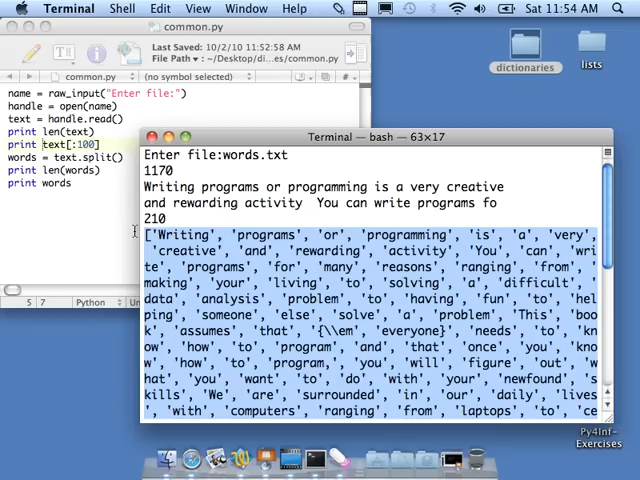 Shell Edit View Window Help Sat 11:54 AM
common.py
Last Saved: 10/2/10 11:52:58 AM
File Path ▾: ~/Desktop/di...es/common.py
common.py (no symbol selected) #
name = raw_input("Enter file:")
handle = open(name)
text = handle.read()
print len(text)
print text[:100]
words = text.split()
print len(words)
print words
5 7 Python
Terminal — bash — 63×17
Enter file:words.txt
1170
Writing programs or programming is a very creative
and rewarding activity  You can write programs fo
210
['Writing', 'programs', 'or', 'programming', 'is', 'a', 'very',
'creative', 'and', 'rewarding', 'activity', 'You', 'can', 'wri
te', 'programs', 'for', 'many', 'reasons', 'ranging', 'from',
'making', 'your', 'living', 'to', 'solving', 'a', 'difficult',
'data', 'analysis', 'problem', 'to', 'having', 'fun', 'to', 'hel
ping', 'someone', 'else', 'solve', 'a', 'problem', 'This', 'boo
k', 'assumes', 'that', '{\\em', 'everyone}', 'needs', 'to', 'kn
ow', 'how', 'to', 'program', 'and', 'that', 'once', 'you', 'kno
w', 'how', 'to', 'program,', 'you', 'will', 'figure', 'out', 'w
hat', 'you', 'want', 'to', 'do', 'with', 'your', 'newfound', 's
kills', 'We', 'are', 'surrounded', 'in', 'our', 'daily', 'lives
', 'with', 'computers', 'ranging', 'from', 'laptops', 'to', 'ce
dictionaries
lists
Py4Inf-
Exercises